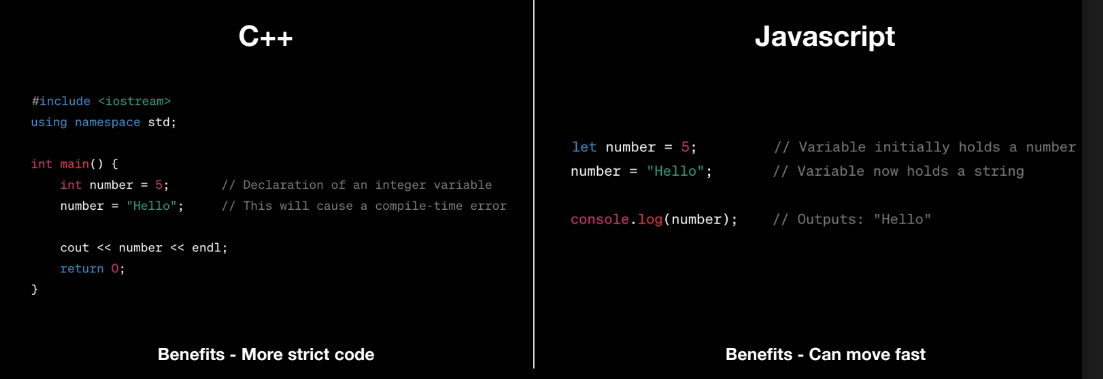 C++
#include <iostream>
using namespace std;
int main() {
int number = 5; // Declaration of an integer variable
number = "Hello"; // This will cause a compile-time error
cout << number << endl;
return 0;
}
Benefits - More strict code
Javascript
let number = 5; // Variable initially holds a number
number = "Hello"; // Variable now holds a string
console.log(number); // Outputs: "Hello"
Benefits - Can move fast